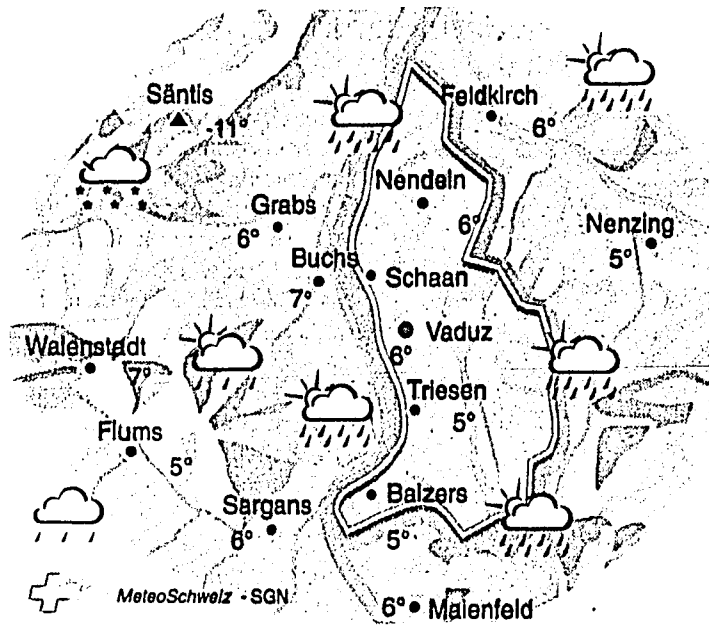 Säntis
-11°
Feldkirch
6°
Nendeln
6°
Grabs
6°
Nenzing
5°
Buchs
7°
Schaan
Vaduz
6°
Walenstadt
7°
Triesen
5°
Flums
5°
Sargans
6°
Balzers
5°
MeteoSchweiz - SGN
6° Maienfeld